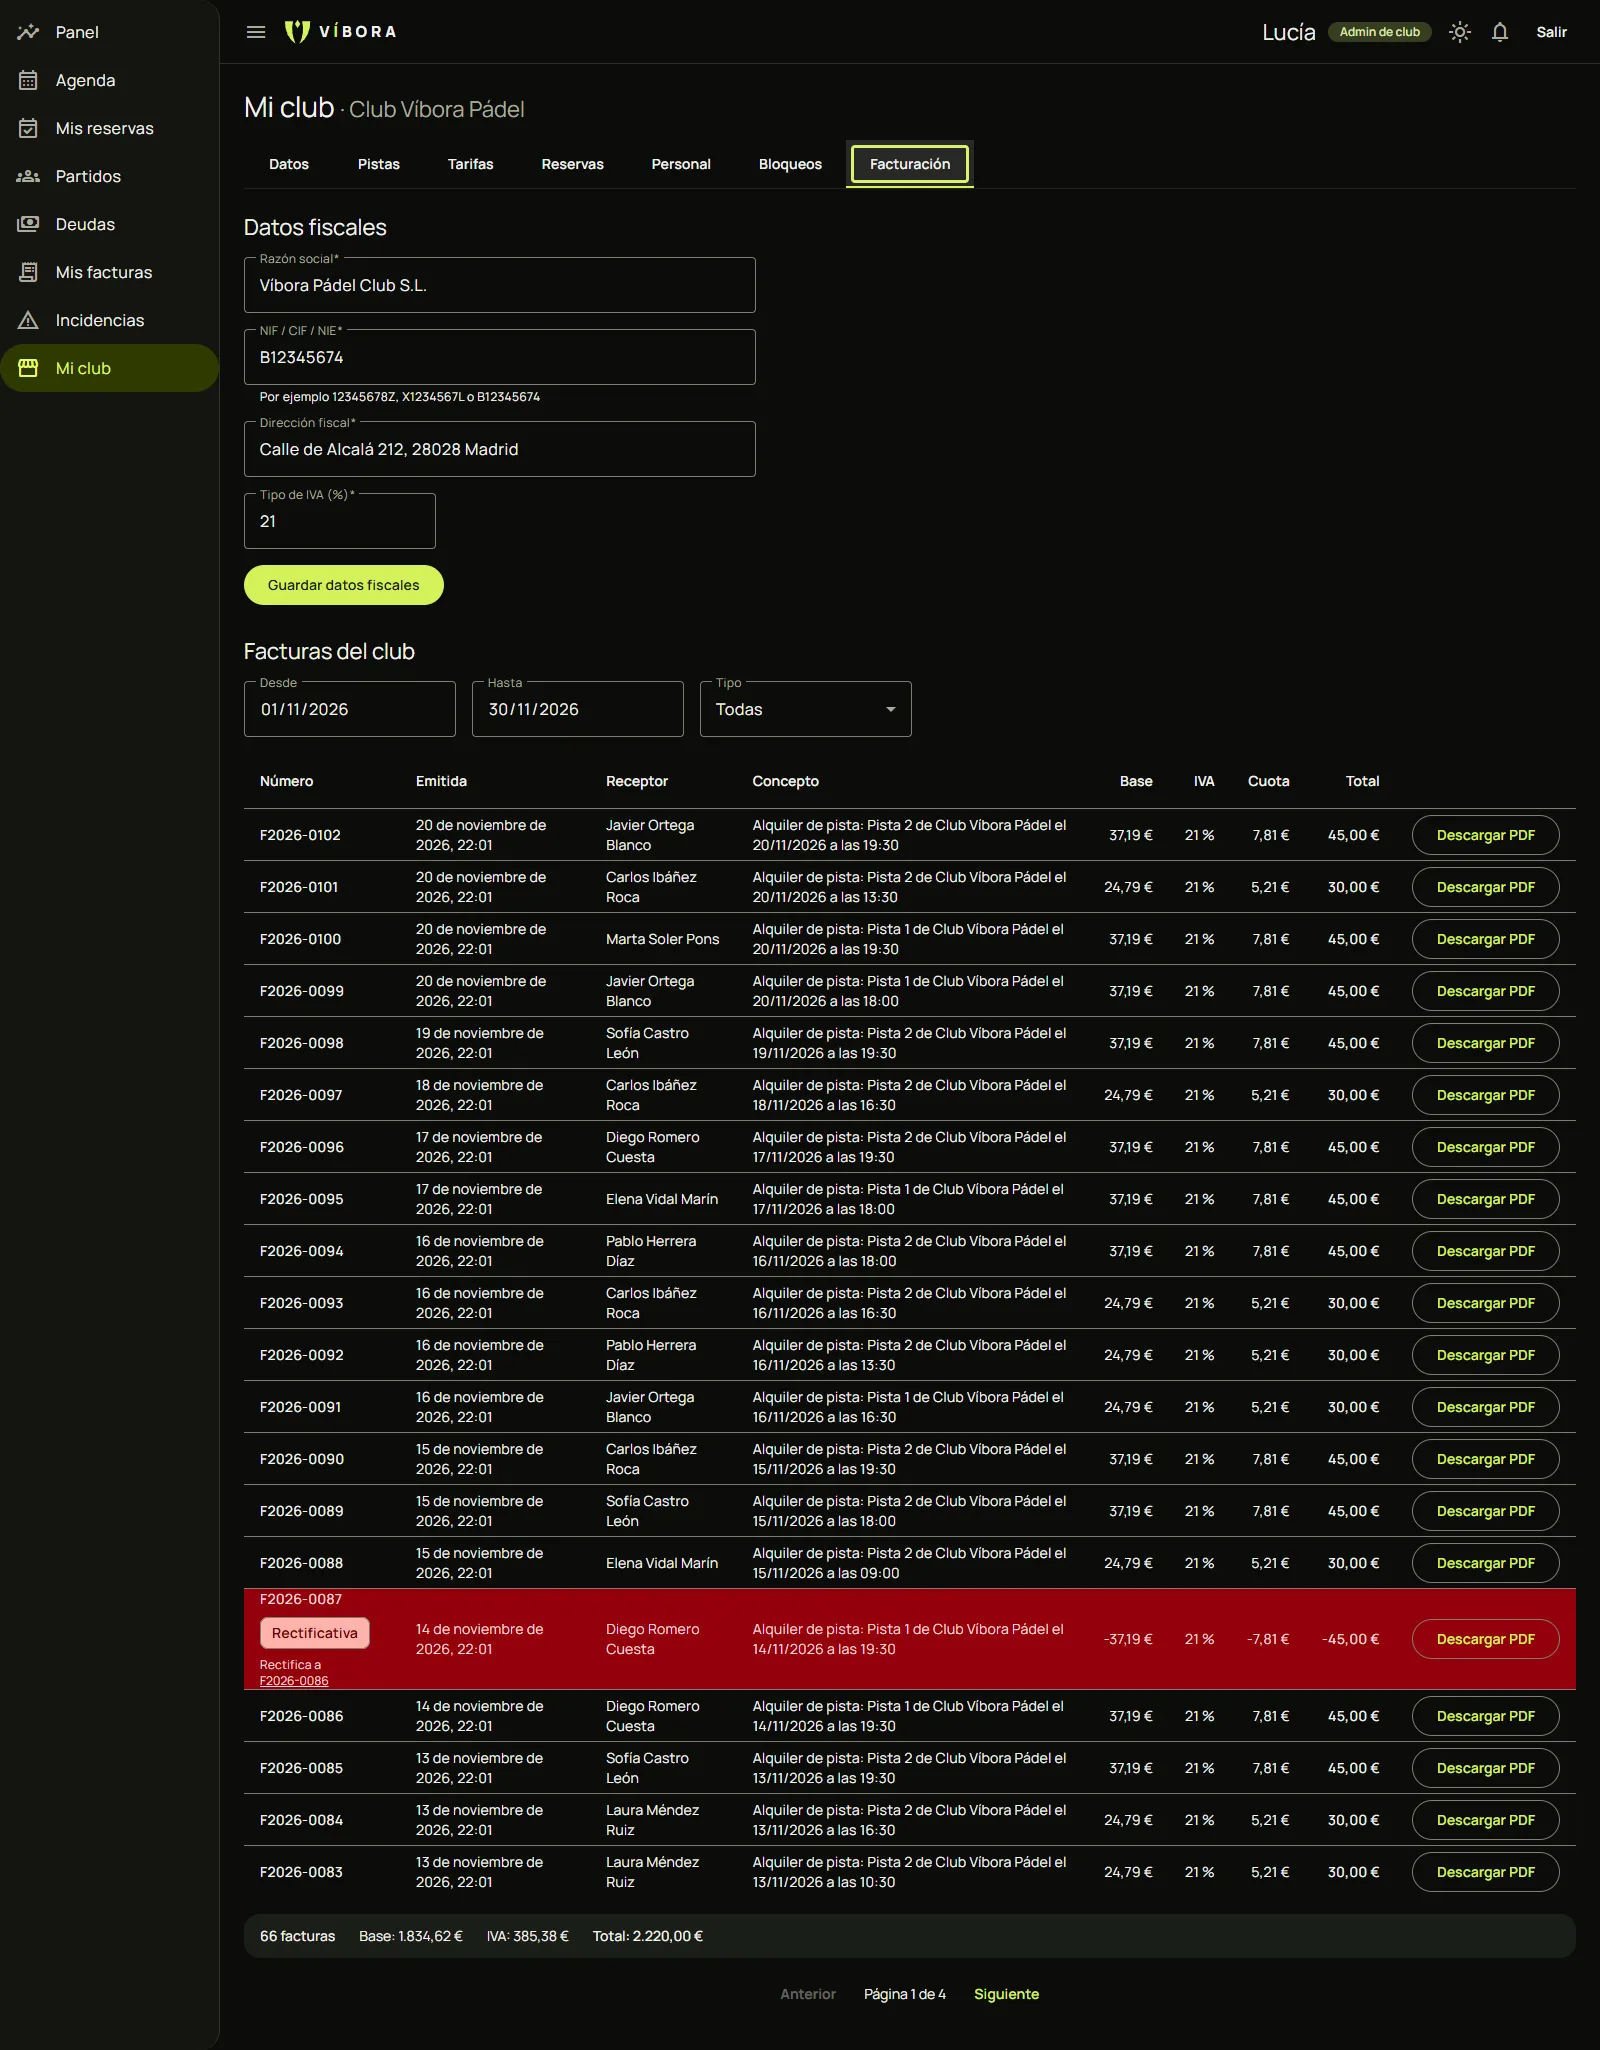 Panel
Agenda
Mis reservas
Partidos
Deudas
Mis facturas
Incidencias
Mi club
VÍBORA
Lucía Admin de club Salir
Mi club · Club Víbora Pádel
Datos Pistas Tarifas Reservas Personal Bloqueos Facturación
Datos fiscales
Razón social*
Víbora Pádel Club S.L.
NIF / CIF / NIE*
B12345674
Por ejemplo 12345678Z, X1234567L o B12345674
Dirección fiscal*
Calle de Alcalá 212, 28028 Madrid
Tipo de IVA (%)*
21
Guardar datos fiscales
Facturas del club
Desde Hasta Tipo
01/11/2026 30/11/2026 Todas
Número Emitida Receptor Concepto Base IVA Cuota Total
F2026-0102 20 de noviembre de 2026, 22:01 Javier Ortega Blanco Alquiler de pista: Pista 2 de Club Víbora Pádel el 20/11/2026 a las 19:30 37,19 € 21 % 7,81 € 45,00 € Descargar PDF
F2026-0101 20 de noviembre de 2026, 22:01 Carlos Ibáñez Roca Alquiler de pista: Pista 2 de Club Víbora Pádel el 20/11/2026 a las 13:30 24,79 € 21 % 5,21 € 30,00 € Descargar PDF
F2026-0100 20 de noviembre de 2026, 22:01 Marta Soler Pons Alquiler de pista: Pista 1 de Club Víbora Pádel el 20/11/2026 a las 19:30 37,19 € 21 % 7,81 € 45,00 € Descargar PDF
F2026-0099 20 de noviembre de 2026, 22:01 Javier Ortega Blanco Alquiler de pista: Pista 1 de Club Víbora Pádel el 20/11/2026 a las 18:00 37,19 € 21 % 7,81 € 45,00 € Descargar PDF
F2026-0098 19 de noviembre de 2026, 22:01 Sofía Castro León Alquiler de pista: Pista 2 de Club Víbora Pádel el 19/11/2026 a las 19:30 37,19 € 21 % 7,81 € 45,00 € Descargar PDF
F2026-0097 18 de noviembre de 2026, 22:01 Carlos Ibáñez Roca Alquiler de pista: Pista 2 de Club Víbora Pádel el 18/11/2026 a las 16:30 24,79 € 21 % 5,21 € 30,00 € Descargar PDF
F2026-0096 17 de noviembre de 2026, 22:01 Diego Romero Cuesta Alquiler de pista: Pista 2 de Club Víbora Pádel el 17/11/2026 a las 19:30 37,19 € 21 % 7,81 € 45,00 € Descargar PDF
F2026-0095 17 de noviembre de 2026, 22:01 Elena Vidal Marín Alquiler de pista: Pista 1 de Club Víbora Pádel el 17/11/2026 a las 18:00 37,19 € 21 % 7,81 € 45,00 € Descargar PDF
F2026-0094 16 de noviembre de 2026, 22:01 Pablo Herrera Díaz Alquiler de pista: Pista 2 de Club Víbora Pádel el 16/11/2026 a las 18:00 37,19 € 21 % 7,81 € 45,00 € Descargar PDF
F2026-0093 16 de noviembre de 2026, 22:01 Carlos Ibáñez Roca Alquiler de pista: Pista 2 de Club Víbora Pádel el 16/11/2026 a las 16:30 24,79 € 21 % 5,21 € 30,00 € Descargar PDF
F2026-0092 16 de noviembre de 2026, 22:01 Pablo Herrera Díaz Alquiler de pista: Pista 2 de Club Víbora Pádel el 16/11/2026 a las 13:30 24,79 € 21 % 5,21 € 30,00 € Descargar PDF
F2026-0091 16 de noviembre de 2026, 22:01 Javier Ortega Blanco Alquiler de pista: Pista 1 de Club Víbora Pádel el 16/11/2026 a las 16:30 24,79 € 21 % 5,21 € 30,00 € Descargar PDF
F2026-0090 15 de noviembre de 2026, 22:01 Carlos Ibáñez Roca Alquiler de pista: Pista 2 de Club Víbora Pádel el 15/11/2026 a las 19:30 37,19 € 21 % 7,81 € 45,00 € Descargar PDF
F2026-0089 15 de noviembre de 2026, 22:01 Sofía Castro León Alquiler de pista: Pista 2 de Club Víbora Pádel el 15/11/2026 a las 18:00 37,19 € 21 % 7,81 € 45,00 € Descargar PDF
F2026-0088 15 de noviembre de 2026, 22:01 Elena Vidal Marín Alquiler de pista: Pista 2 de Club Víbora Pádel el 15/11/2026 a las 09:00 24,79 € 21 % 5,21 € 30,00 € Descargar PDF
F2026-0087 Rectificativa Rectifica a F2026-0086 14 de noviembre de 2026, 22:01 Diego Romero Cuesta Alquiler de pista: Pista 1 de Club Víbora Pádel el 14/11/2026 a las 19:30 -37,19 € 21 % -7,81 € -45,00 € Descargar PDF
F2026-0086 14 de noviembre de 2026, 22:01 Diego Romero Cuesta Alquiler de pista: Pista 1 de Club Víbora Pádel el 14/11/2026 a las 19:30 37,19 € 21 % 7,81 € 45,00 € Descargar PDF
F2026-0085 13 de noviembre de 2026, 22:01 Sofía Castro León Alquiler de pista: Pista 2 de Club Víbora Pádel el 13/11/2026 a las 19:30 37,19 € 21 % 7,81 € 45,00 € Descargar PDF
F2026-0084 13 de noviembre de 2026, 22:01 Laura Méndez Ruiz Alquiler de pista: Pista 2 de Club Víbora Pádel el 13/11/2026 a las 16:30 24,79 € 21 % 5,21 € 30,00 € Descargar PDF
F2026-0083 13 de noviembre de 2026, 22:01 Laura Méndez Ruiz Alquiler de pista: Pista 2 de Club Víbora Pádel el 13/11/2026 a las 10:30 24,79 € 21 % 5,21 € 30,00 € Descargar PDF
66 facturas Base: 1.834,62 € IVA: 385,38 € Total: 2.220,00 €
Anterior Página 1 de 4 Siguiente